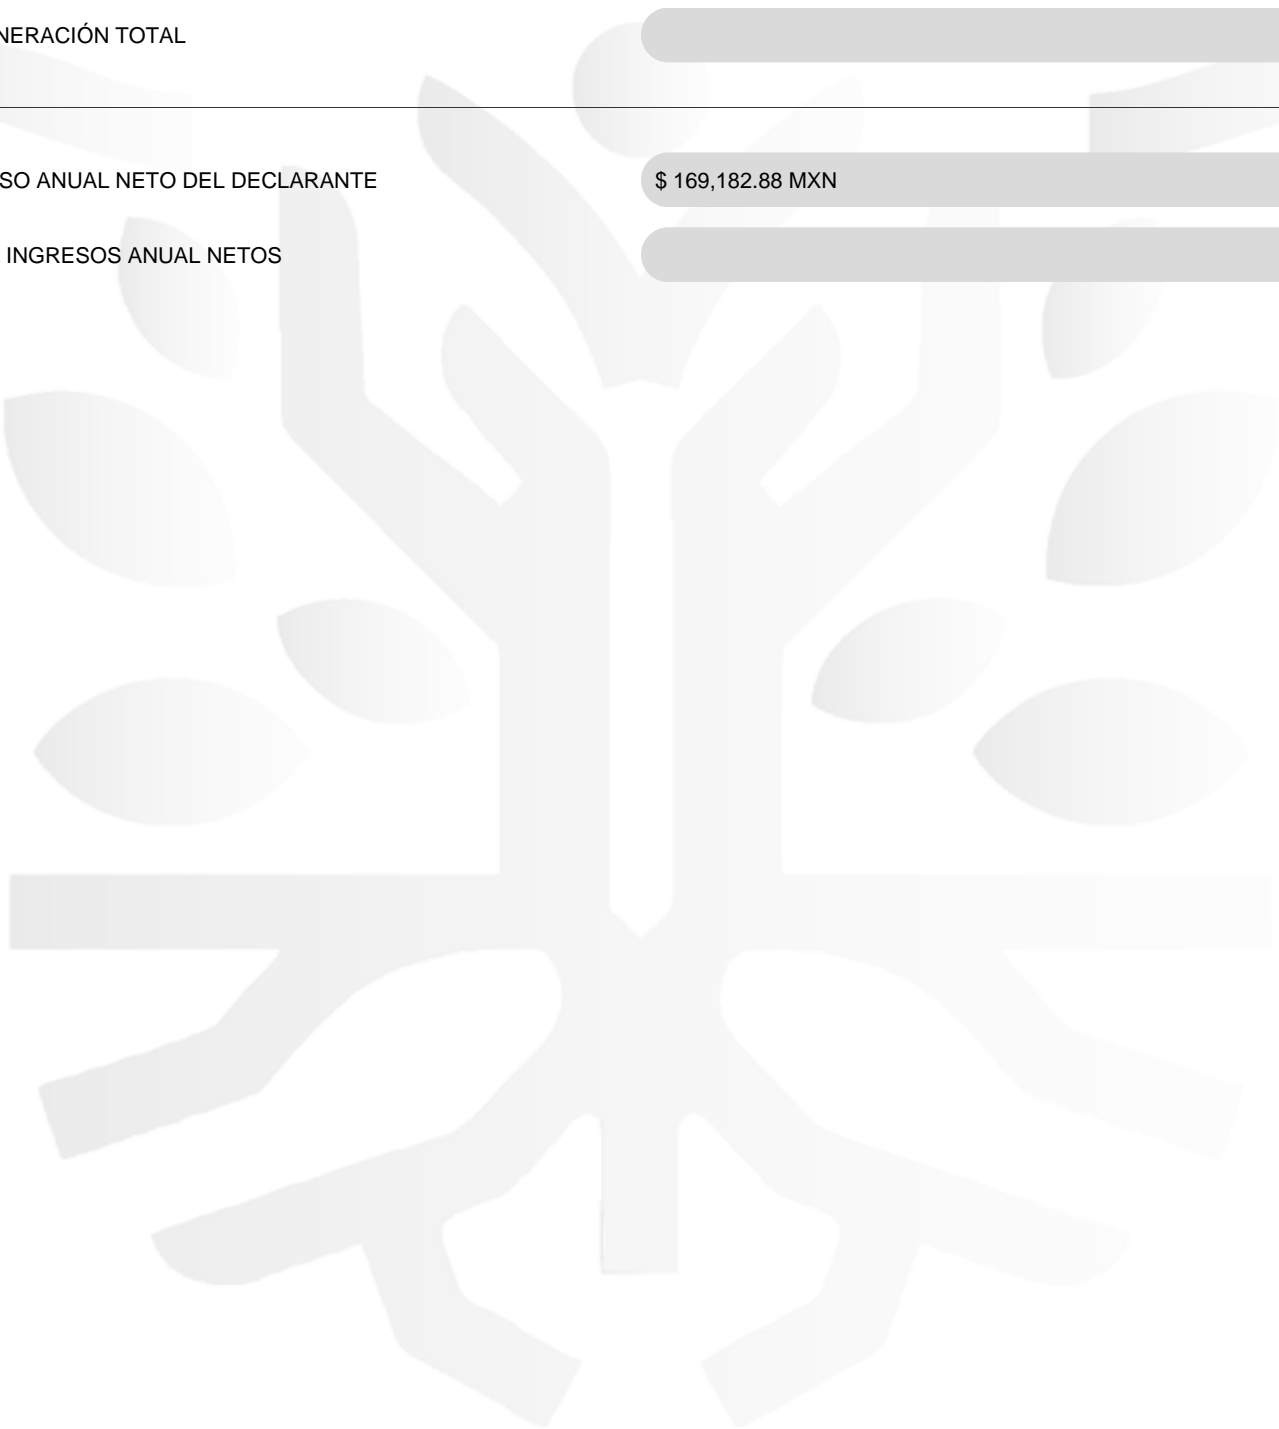 NERACIÓN TOTAL
SO ANUAL NETO DEL DECLARANTE $ 169,182.88 MXN
INGRESOS ANUAL NETOS